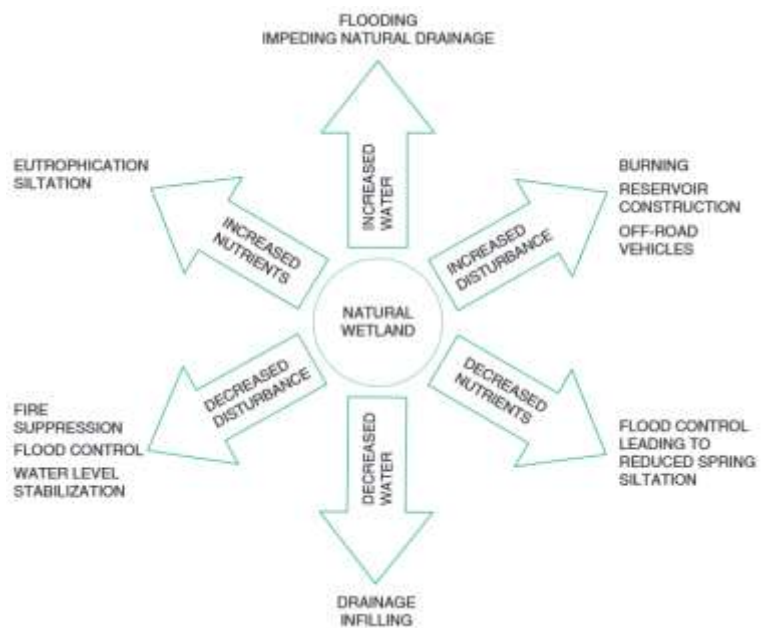 FLOODING
IMPEDING NATURAL DRAINAGE
EUTROPHICATION
SILTATION
INCREASED
NUTRIENTS
INCREASED
WATER
INCREASED
DISTURBANCE
BURNING
RESERVOIR
CONSTRUCTION
OFF-ROAD
VEHICLES
NATURAL
WETLAND
FIRE
SUPPRESSION
FLOOD CONTROL
WATER LEVEL
STABILIZATION
DECREASED
DISTURBANCE
DECREASED
WATER
DECREASED
NUTRIENTS
FLOOD CONTROL
LEADING TO
REDUCED SPRING
SILTATION
DRAINAGE
INFILLING